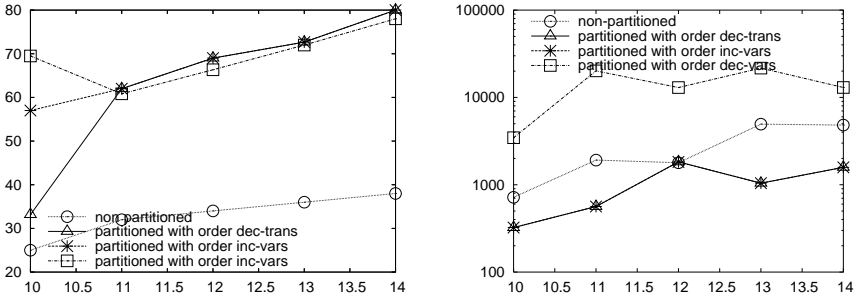 80
70
60
50
40
30
20
non-partitioned
partitioned with order dec-trans
partitioned with order inc-vars
partitioned with order inc-vars
10 10.5 11 11.5 12 12.5 13 13.5 14
100000
10000
1000
100
non-partitioned
partitioned with order dec-trans
partitioned with order inc-vars
partitioned with order dec-vars
10 10.5 11 11.5 12 12.5 13 13.5 14